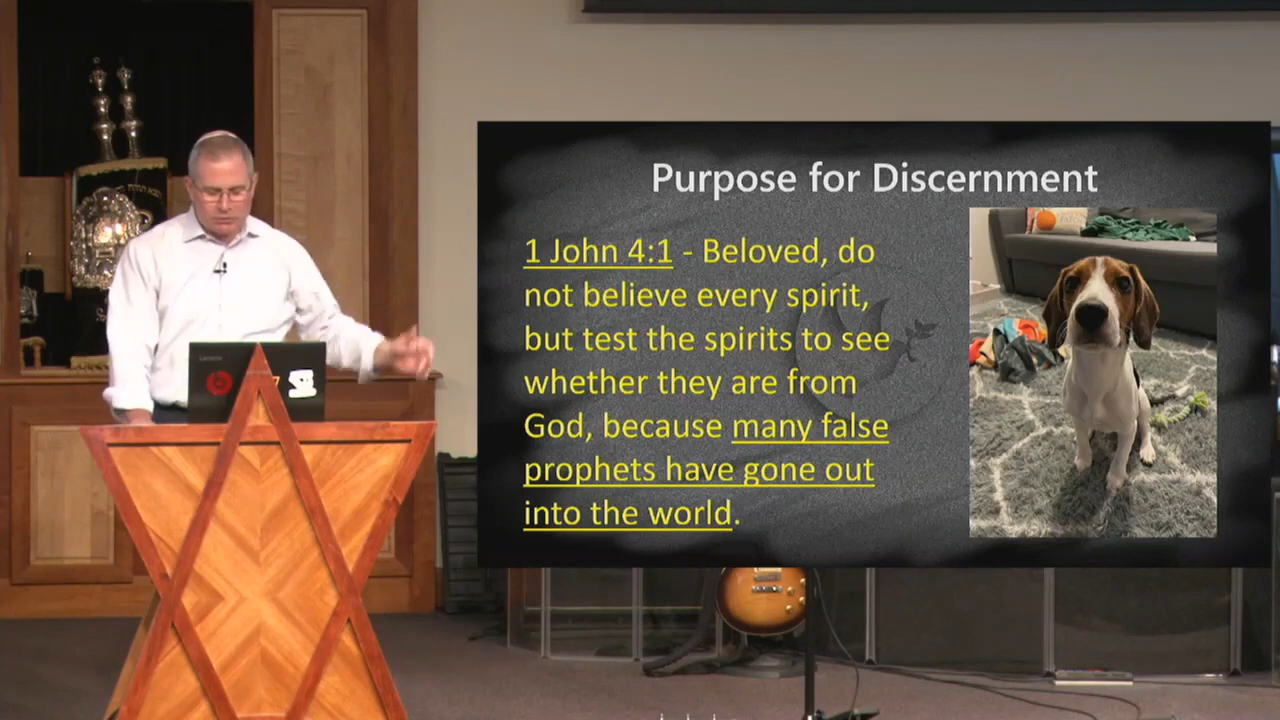 Purpose for Discernment
1 John 4:1 - Beloved, do
not believe every spirit,
but test the spirits to see
whether they are from
God, because many false
prophets have gone out
into the world.
Lenovo